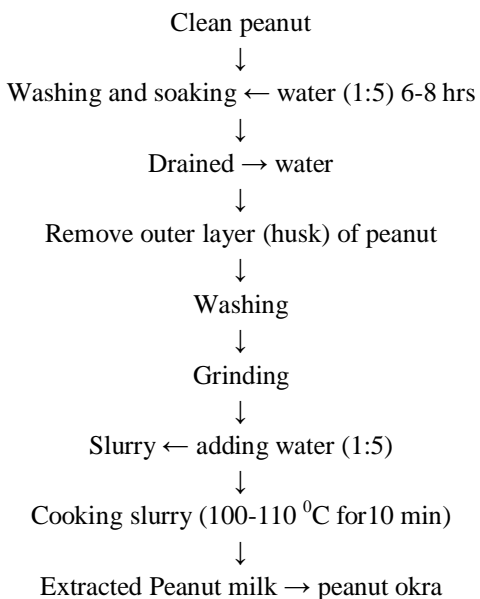 Clean peanut
↓
Washing and soaking ← water (1:5) 6-8 hrs
↓
Drained → water
↓
Remove outer layer (husk) of peanut
↓
Washing
↓
Grinding
↓
Slurry ← adding water (1:5)
↓
Cooking slurry (100-110 ⁰C for10 min)
↓
Extracted Peanut milk → peanut okra